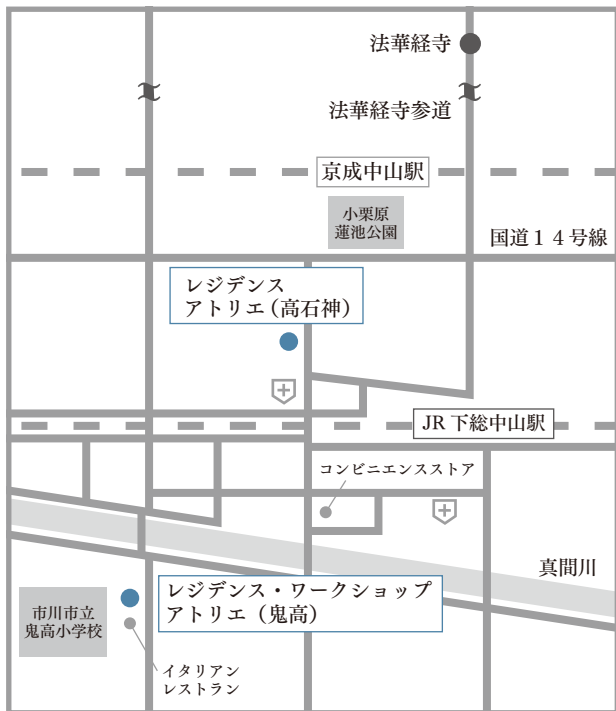 法華経寺
法華経寺参道
京成中山駅
小栗原
蓮池公園
国道１４号線
レジデンス
アトリエ（高石神）
JR 下総中山駅
コンビニエンスストア
真間川
レジデンス・ワークショップ
アトリエ（鬼高）
市川市立
鬼高小学校
イタリアン
レストラン